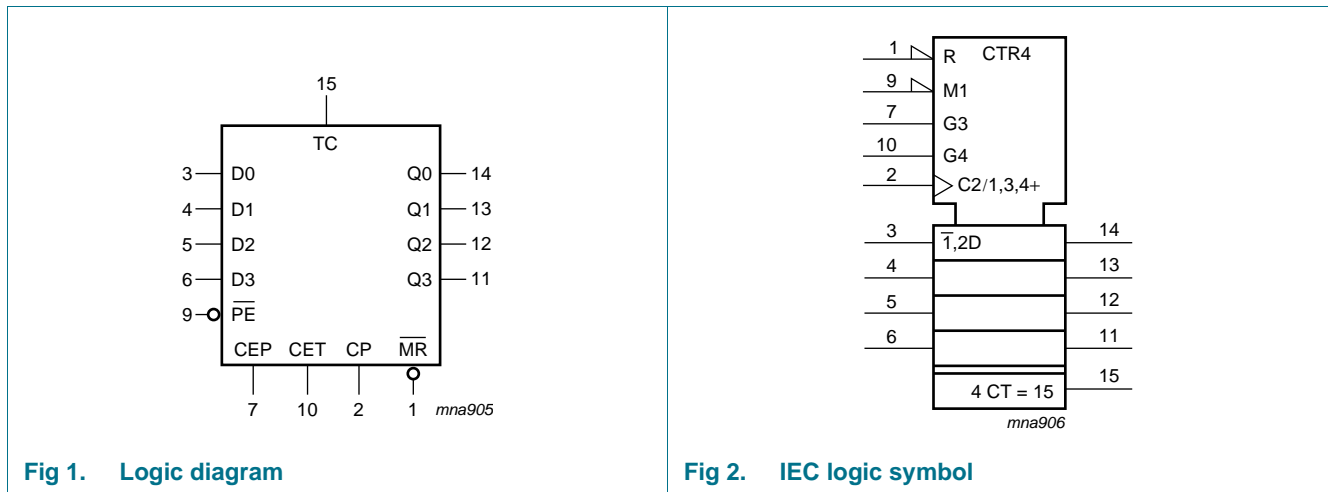 15
TC
3 D0 Q0 14
4 D1 Q1 13
5 D2 Q2 12
6 D3 Q3 11
9 P̅E̅
CEP CET CP M̅R̅
7 10 2 1 mna905
Fig 1. Logic diagram
1 R CTR4
9 M1
7 G3
10 G4
2 C2/1,3,4+
3 1̅,2D 14
4 13
5 12
6 11
15
4 CT = 15
mna906
Fig 2. IEC logic symbol